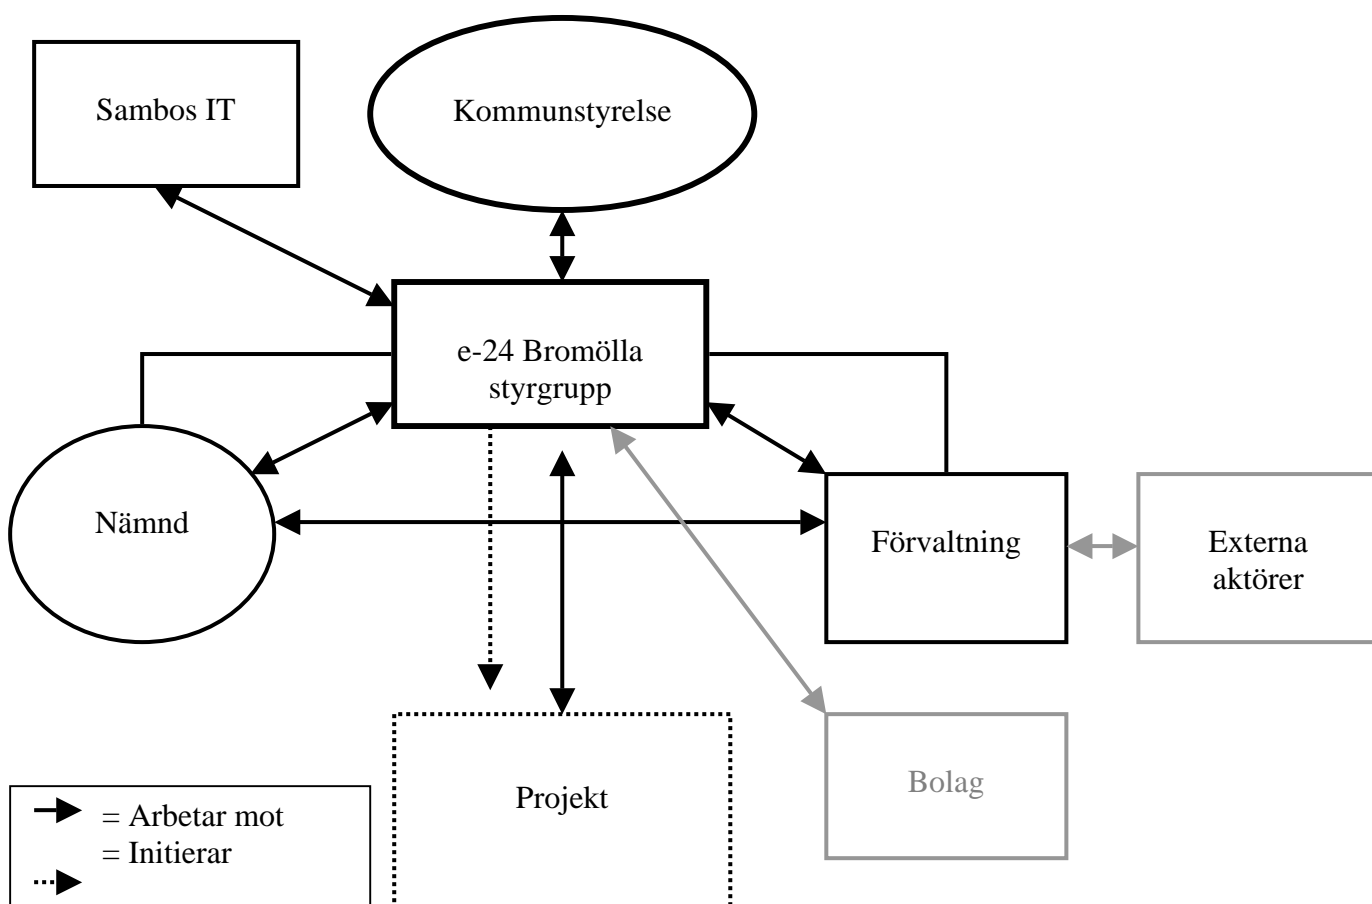 Sambos IT
Kommunstyrelse
e-24 Bromölla
styrgrupp
Nämnd
Förvaltning
Externa
aktörer
Projekt
Bolag
= Arbetar mot
= Initierar